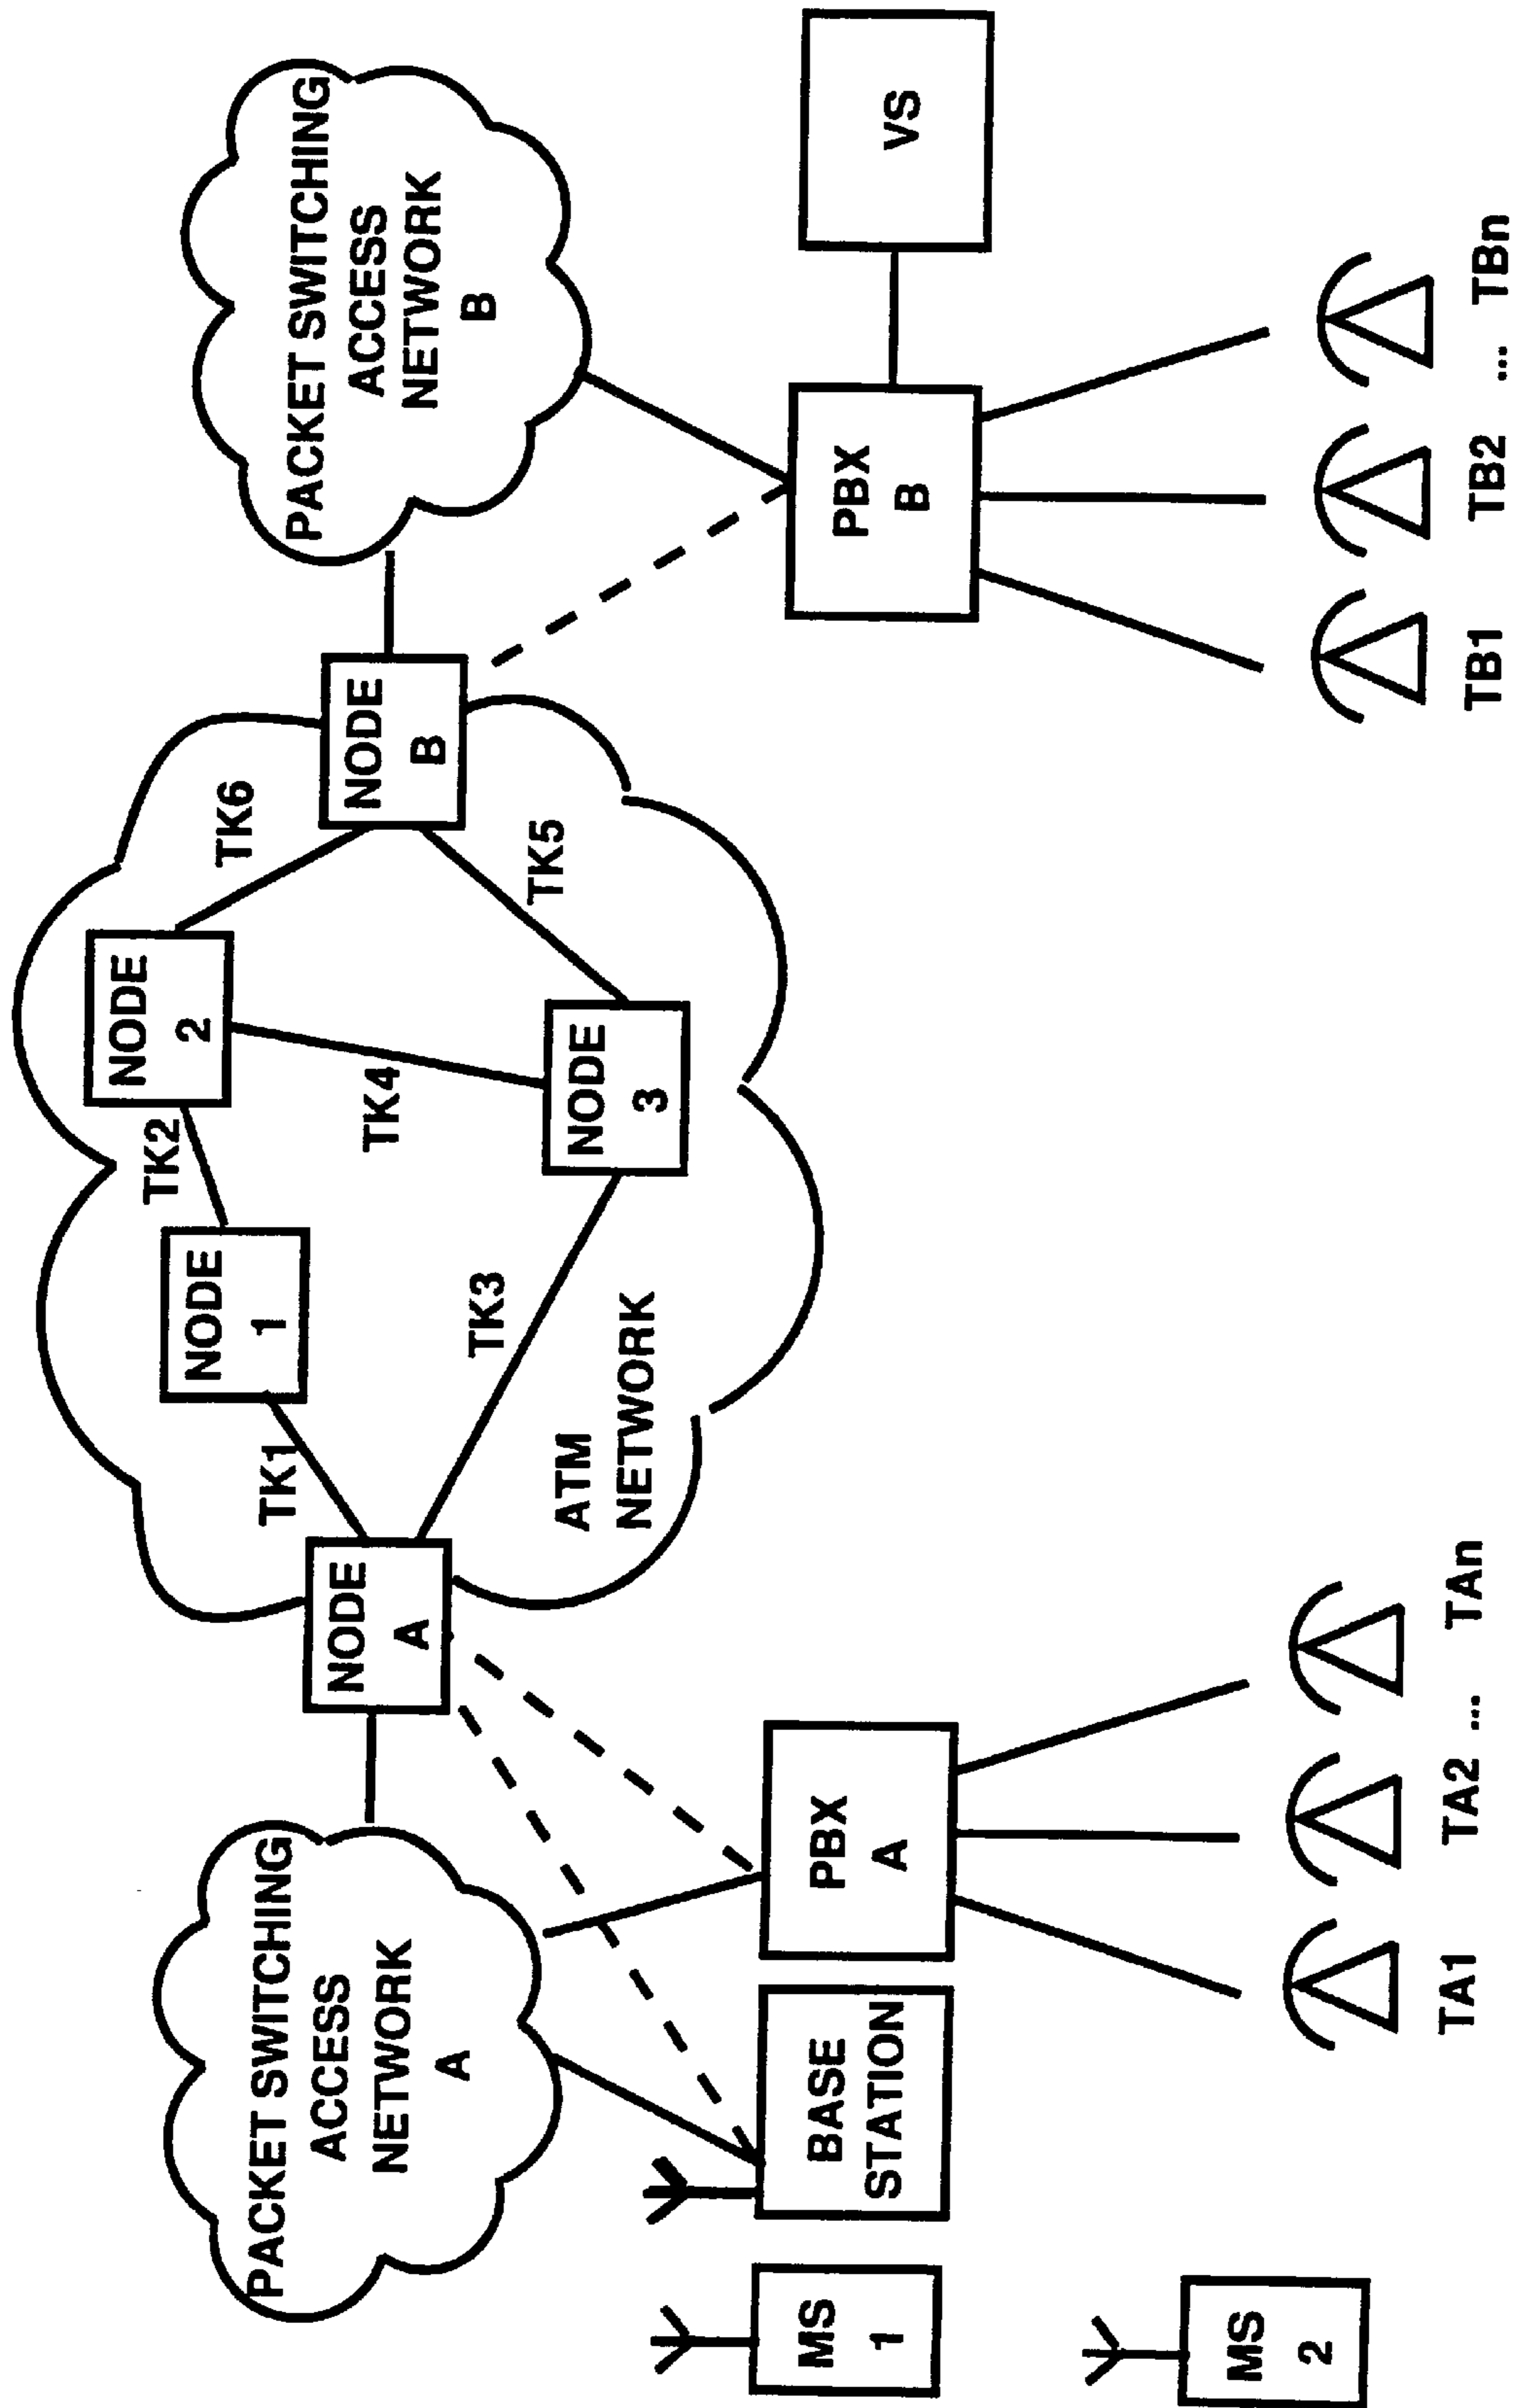 PACKET SWITCHING
ACCESS
NETWORK
A
NODE
A
TK1
NODE
1
TK2
NODE
2
TK6
TK4
TK3
NODE
3
TK5
NODE
B
ATM
NETWORK
PACKET SWITCHING
ACCESS
NETWORK
B
MS
1
MS
2
BASE
STATION
PBX
A
PBX
B
VS
TA1 TA2 ... TAn
TB1 TB2 ... TBn